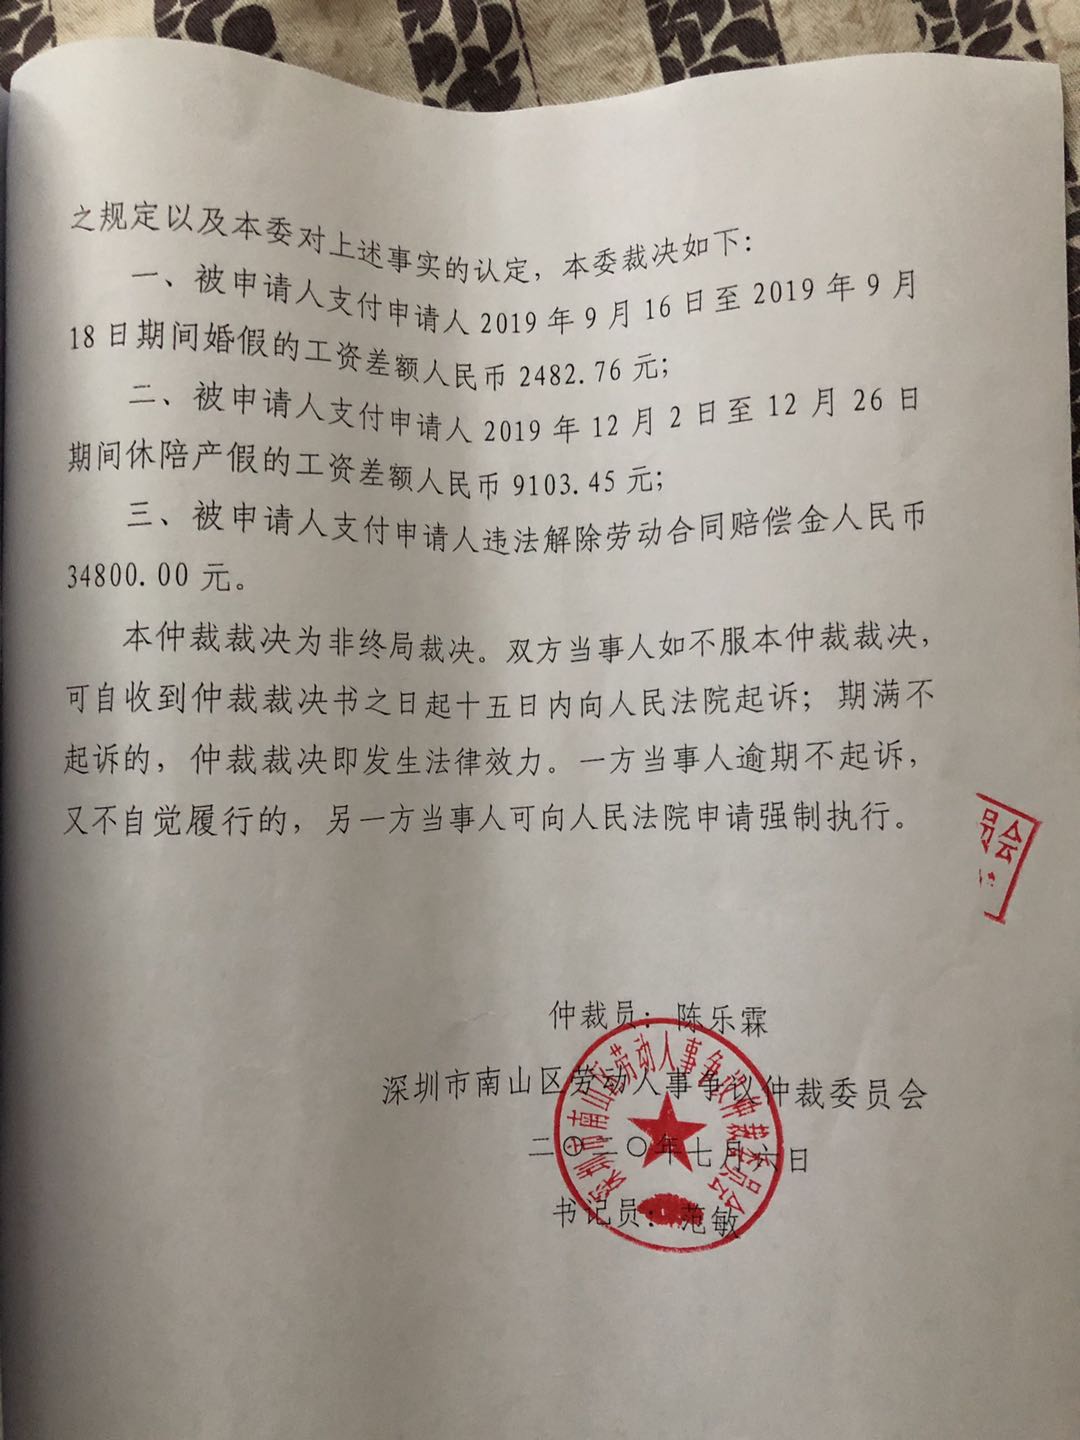 之规定以及本委对上述事实的认定，本委裁决如下：
一、被申请人支付申请人 2019 年 9 月 16 日至 2019 年 9 月
18 日期间婚假的工资差额人民币 2482.76 元；
二、被申请人支付申请人 2019 年 12 月 2 日至 12 月 26 日
期间休陪产假的工资差额人民币 9103.45 元；
三、被申请人支付申请人违法解除劳动合同赔偿金人民币
34800.00 元。
本仲裁裁决为非终局裁决。双方当事人如不服本仲裁裁决，
可自收到仲裁裁决书之日起十五日内向人民法院起诉；期满不
起诉的，仲裁裁决即发生法律效力。一方当事人逾期不起诉，
又不自觉履行的，另一方当事人可向人民法院申请强制执行。
员会
仲裁员：陈乐霖
深圳市南山区劳动人事争议仲裁委员会
二〇二〇年七月六日
书记员：范敏
深圳市南山区劳动人事争议仲裁委员会